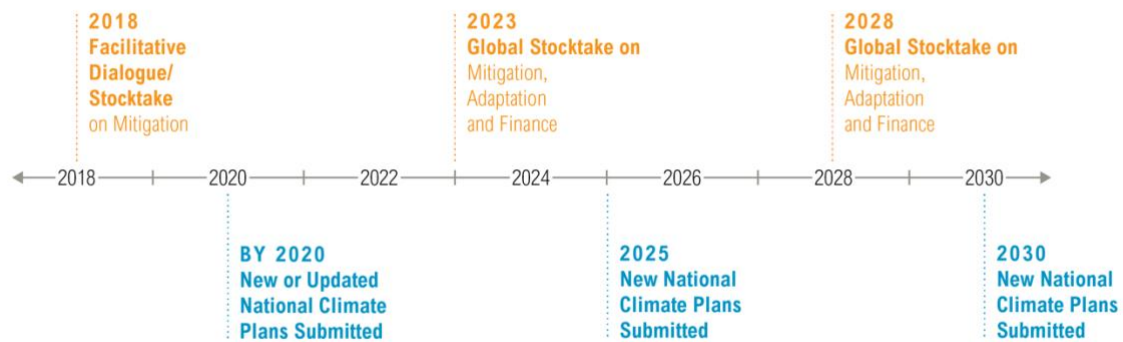 2018
Facilitative
Dialogue/
Stocktake
on Mitigation
2023
Global Stocktake on
Mitigation,
Adaptation
and Finance
2028
Global Stocktake on
Mitigation,
Adaptation
and Finance
2018 2020 2022 2024 2026 2028 2030
BY 2020
New or Updated
National Climate
Plans Submitted
2025
New National
Climate Plans
Submitted
2030
New National
Climate Plans
Submitted